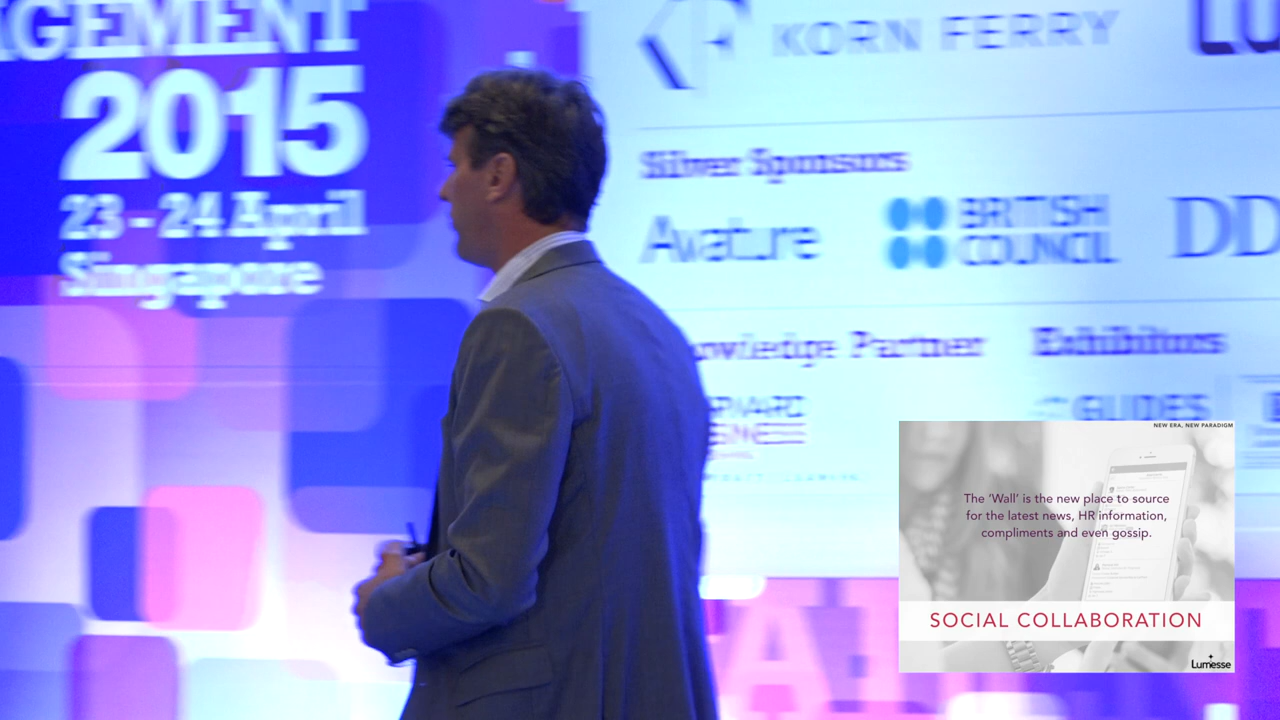 2015
23 - 24 April
Singapore
KORN FERRY
Silver Sponsors
Avature
BRITISH
COUNCIL
Partner
Exhibitors
GLIDES
NEW ERA, NEW PARADIGM
The 'Wall' is the new place to source
for the latest news, HR information,
compliments and even gossip.
SOCIAL COLLABORATION
Lumesse